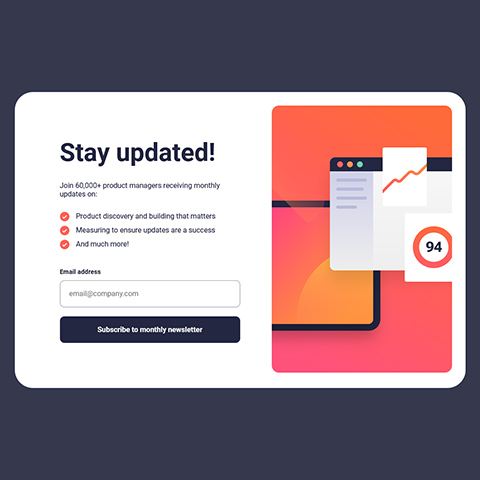 Stay updated!
Join 60,000+ product managers receiving monthly
updates on:
Product discovery and building that matters
Measuring to ensure updates are a success
And much more!
Email address
email@company.com
Subscribe to monthly newsletter
94